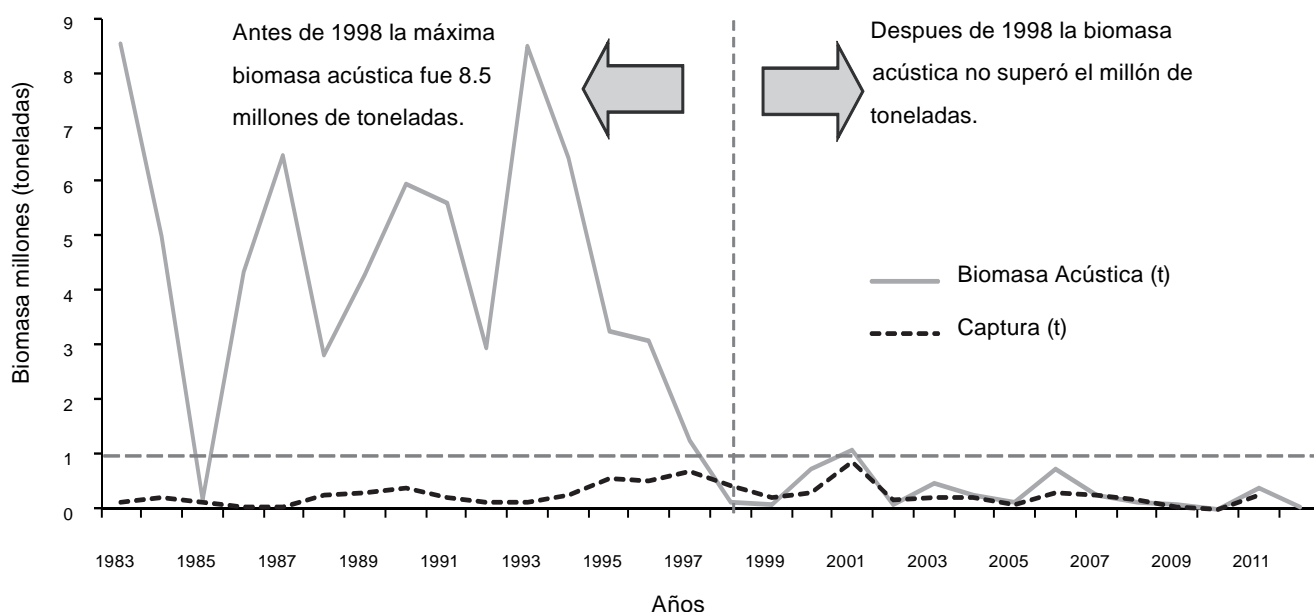 Antes de 1998 la máxima
biomasa acústica fue 8.5
millones de toneladas.
Despues de 1998 la biomasa
acústica no superó el millón de
toneladas.
Biomasa millones (toneladas)
9
8
7
6
5
4
3
2
1
0
Biomasa Acústica (t)
Captura (t)
1983 1985 1987 1989 1991 1993 1995 1997 1999 2001 2003 2005 2007 2009 2011
Años